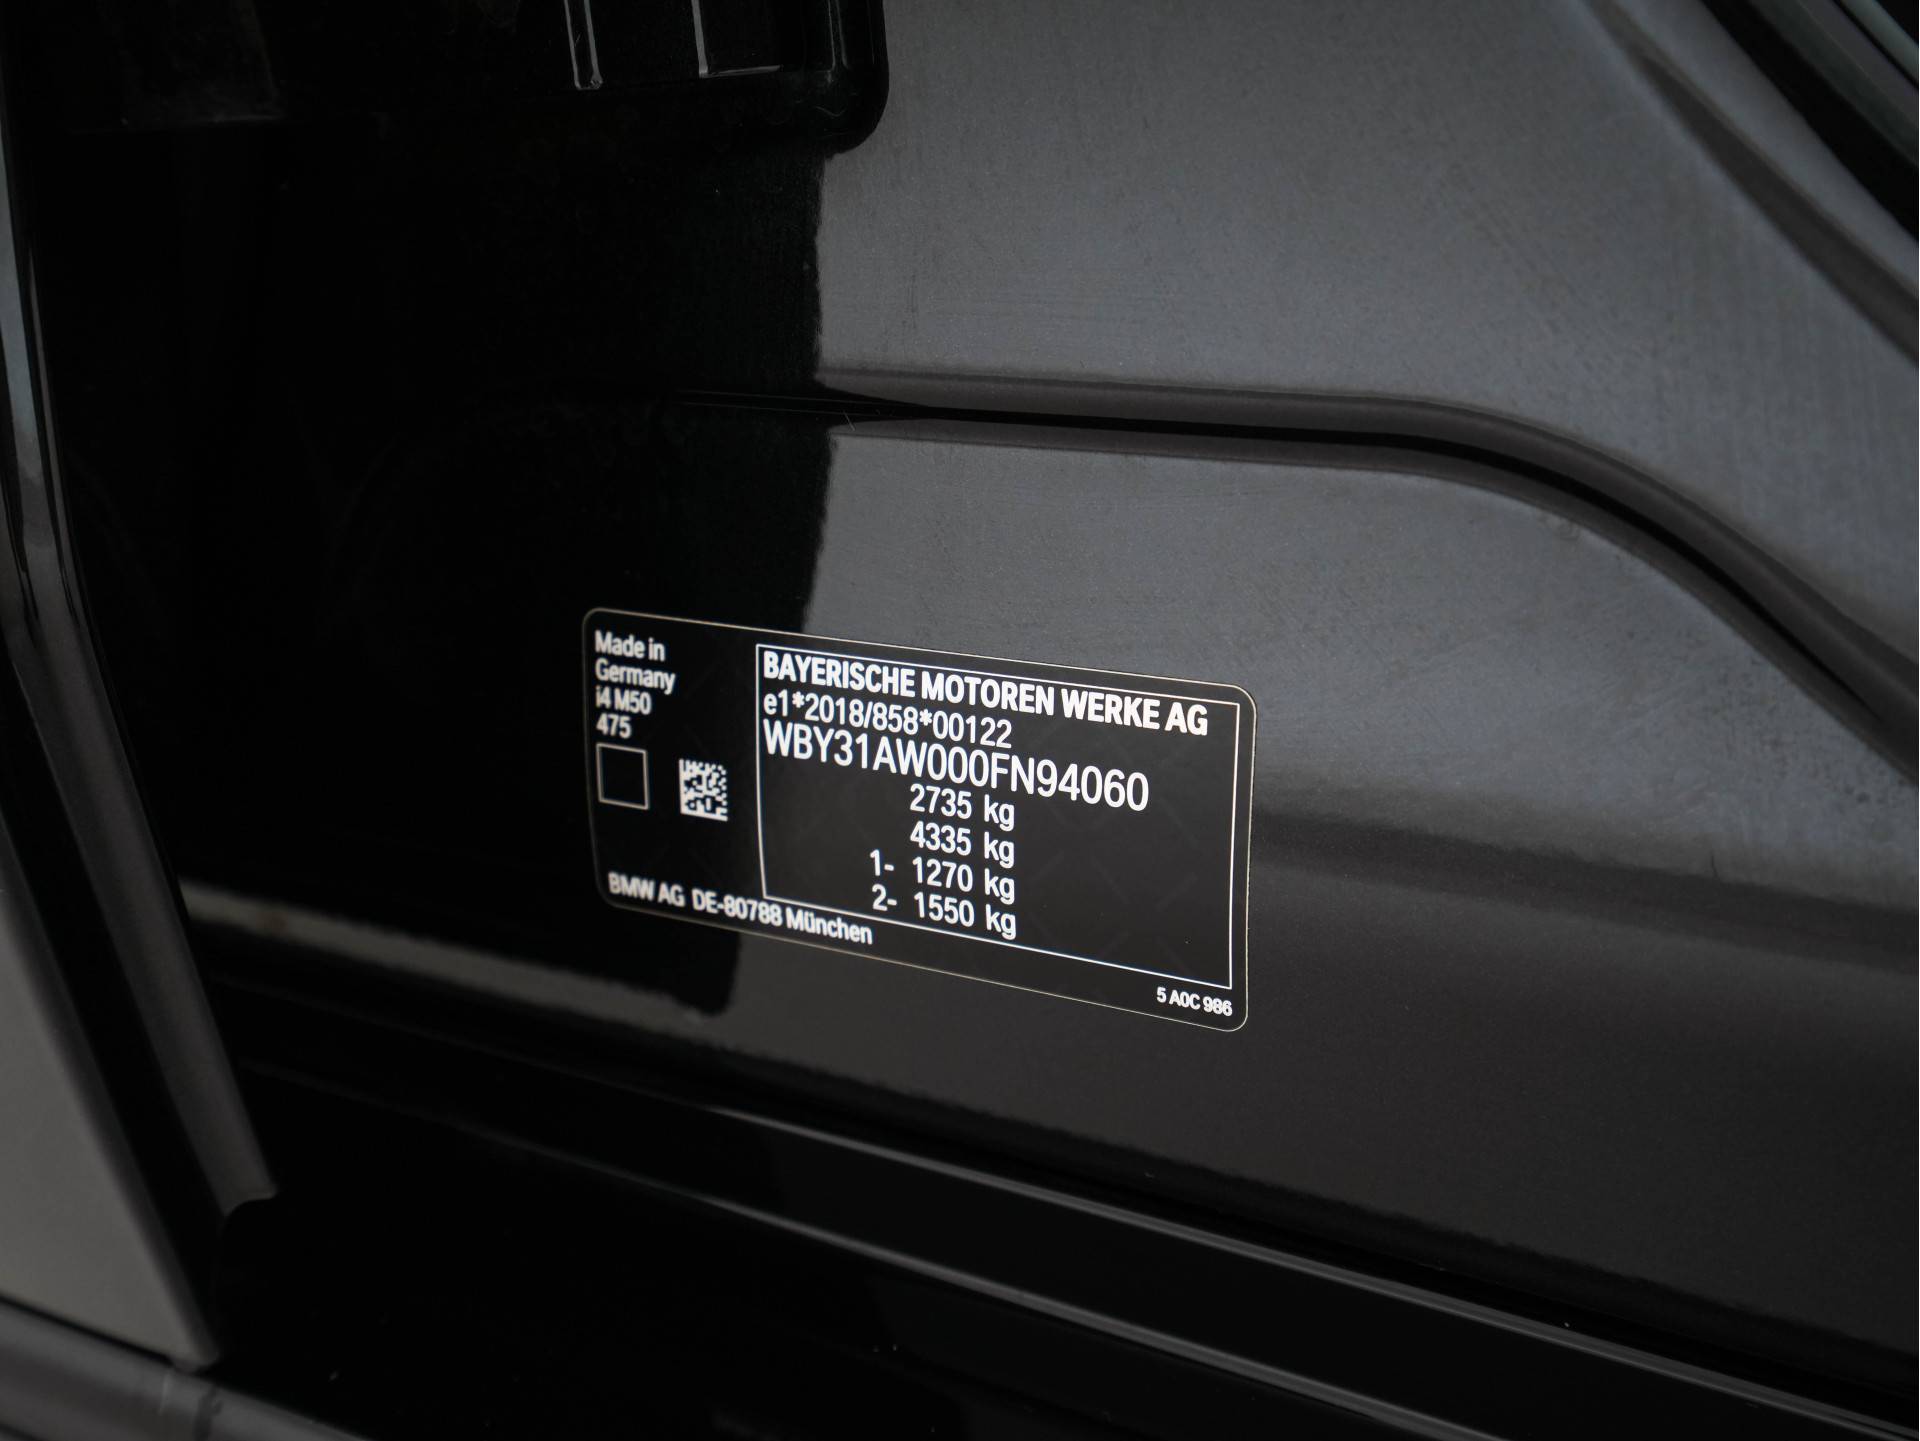 Made in
Germany
i4 M50
475
BAYERISCHE MOTOREN WERKE AG
e1*2018/858*00122
WBY31AW000FN94060
2735 kg
4335 kg
1- 1270 kg
2- 1550 kg
BMW AG DE-80788 München
5 A0C 986